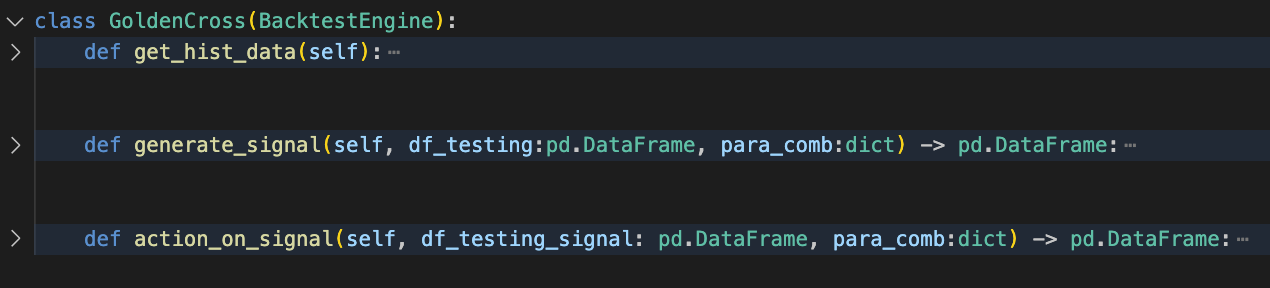 class GoldenCross(BacktestEngine):
def get_hist_data(self):⋯
def generate_signal(self, df_testing:pd.DataFrame, para_comb:dict) -> pd.DataFrame:⋯
def action_on_signal(self, df_testing_signal: pd.DataFrame, para_comb:dict) -> pd.DataFrame:⋯